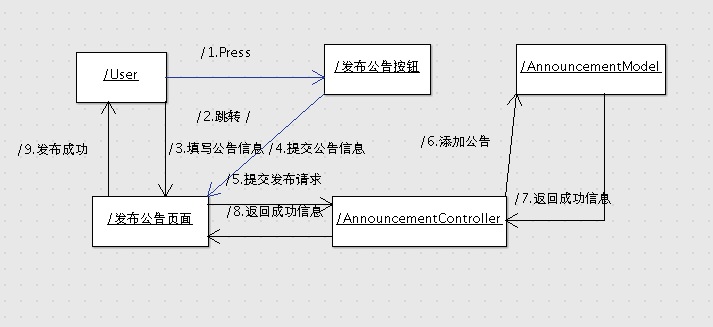 /1.Press
/User
/发布公告按钮
/AnnouncementModel
/2.跳转 /
/9.发布成功
/3.填写公告信息
/4.提交公告信息
/6.添加公告
/5.提交发布请求
/7.返回成功信息
/8.返回成功信息
/发布公告页面
/AnnouncementController